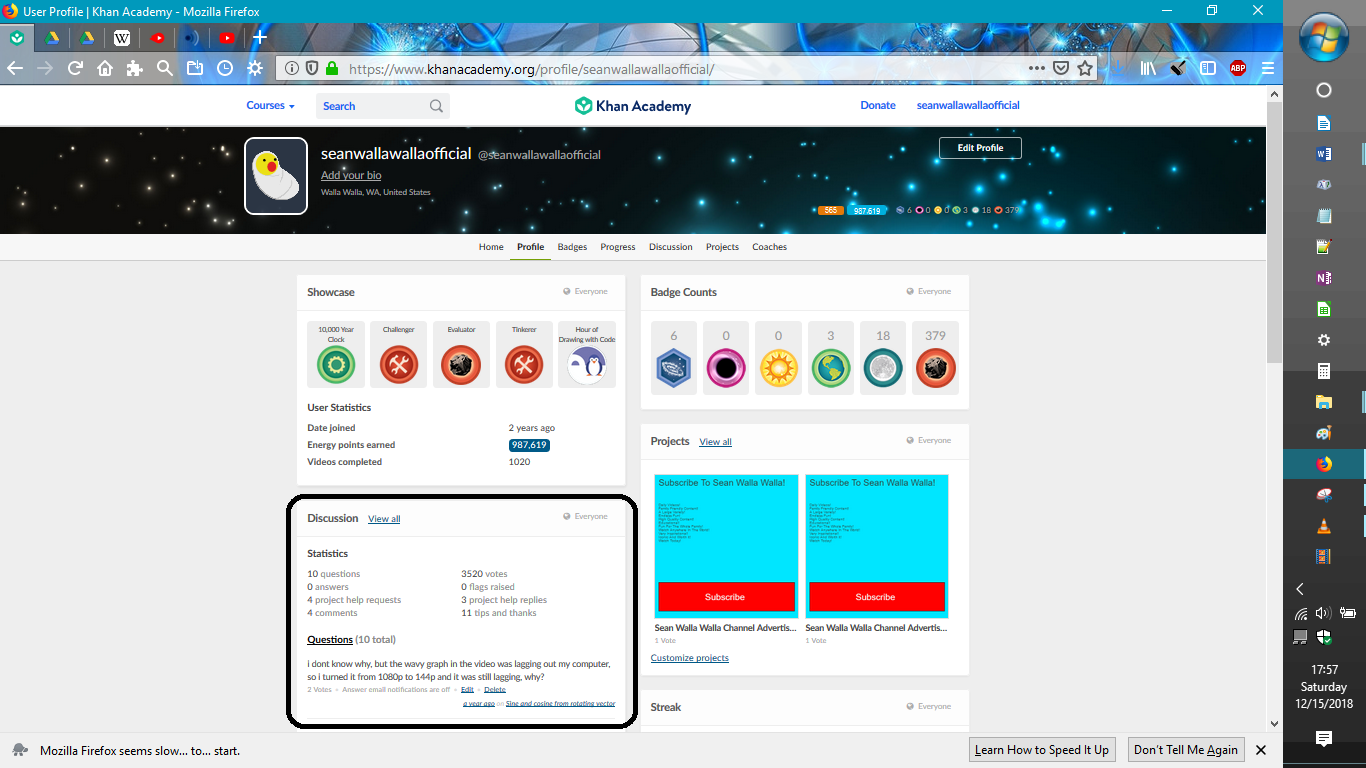 User Profile | Khan Academy - Mozilla Firefox
https://www.khanacademy.org/profile/seanwallawallaofficial/
ABP
Courses
Search
Khan Academy
Donate
seanwallawallaofficial
seanwallawallaofficial @seanwallawallaofficial
Add your bio
Walla Walla, WA, United States
Edit Profile
565 987,619 6 0 0 3 18 379
Home Profile Badges Progress Discussion Projects Coaches
Showcase
Everyone
10,000 Year
Clock
Challenger
Evaluator
Tinkerer
Hour of
Drawing with Code
User Statistics
Date joined 2 years ago
Energy points earned 987,619
Videos completed 1020
Badge Counts
Everyone
6 0 0 3 18 379
Projects View all
Everyone
Subscribe To Sean Walla Walla!
Subscribe
Sean Walla Walla Channel Advertis...
1 Vote
Subscribe To Sean Walla Walla!
Subscribe
Sean Walla Walla Channel Advertis...
1 Vote
Customize projects
Discussion View all
Everyone
Statistics
10 questions 3520 votes
0 answers 0 flags raised
4 project help requests 3 project help replies
4 comments 11 tips and thanks
Questions (10 total)
i dont know why, but the wavy graph in the video was lagging out my computer,
so i turned it from 1080p to 144p and it was still lagging, why?
2 Votes • Answer email notifications are off • Edit • Delete
a year ago on Sine and cosine from rotating vector
Streak
Everyone
Mozilla Firefox seems slow... to... start.
Learn How to Speed It Up
Don't Tell Me Again
17:57
Saturday
12/15/2018